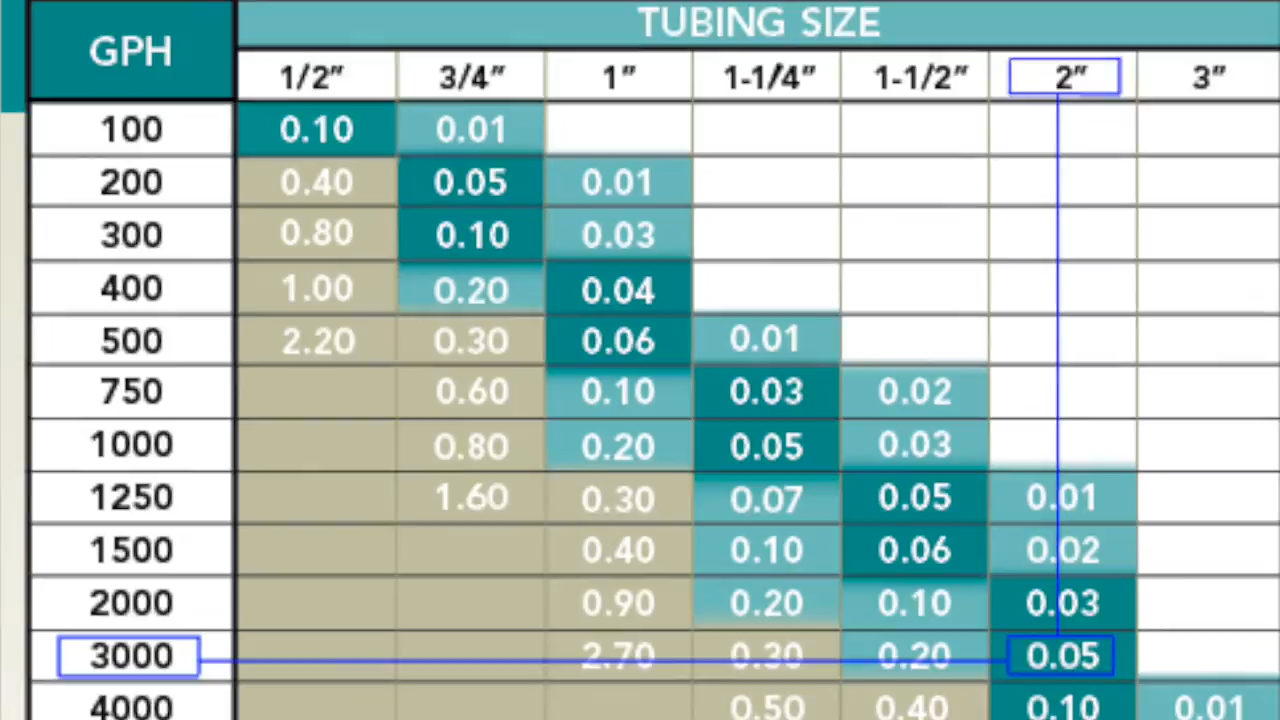 TUBING SIZE
GPH 1/2” 3/4” 1” 1-1/4” 1-1/2” 2” 3”
100 0.10 0.01
200 0.40 0.05 0.01
300 0.80 0.10 0.03
400 1.00 0.20 0.04
500 2.20 0.30 0.06 0.01
750 0.60 0.10 0.03 0.02
1000 0.80 0.20 0.05 0.03
1250 1.60 0.30 0.07 0.05 0.01
1500 0.40 0.10 0.06 0.02
2000 0.90 0.20 0.10 0.03
3000 2.70 0.30 0.20 0.05
4000 0.50 0.40 0.10 0.01